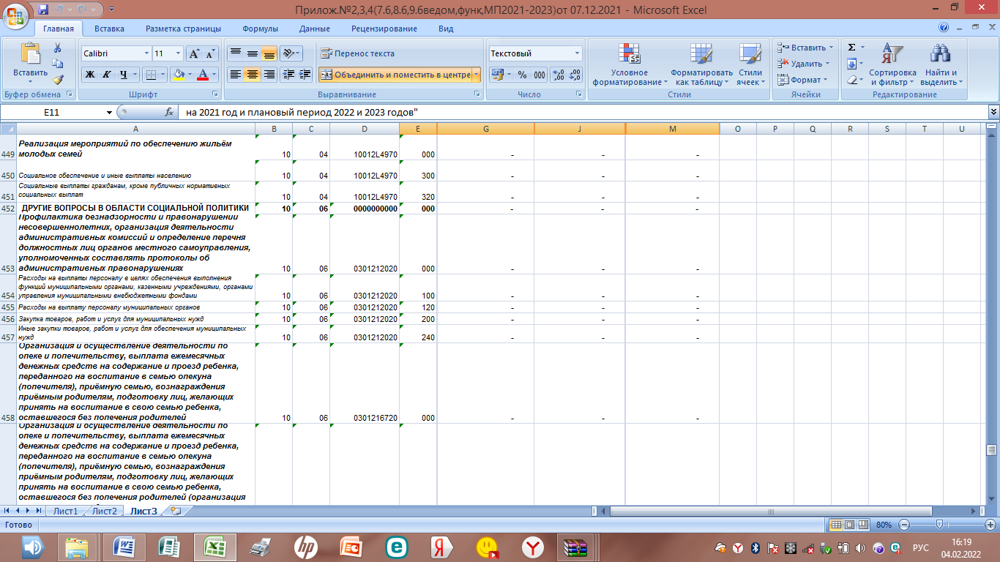 Прилож.№2,3,4(7.6,8.6,9.6ведом,функ,МП2021-2023)от 07.12.2021 - Microsoft Excel
Главная Вставка Разметка страницы Формулы Данные Рецензирование Вид
Calibri 11 Перенос текста Текстовый Вставить Σ
Удалить
Вставить Ж К Ч А Объединить и поместить в центре % 000 Условное форматирование Форматировать как таблицу Стили ячеек Формат Сортировка и фильтр Найти и выделить
Буфер обмена Шрифт Выравнивание Число Стили Ячейки Редактирование
E11 fx на 2021 год и плановый период 2022 и 2023 годов"
A B C D E G J M O P Q R S T U
Реализация мероприятий по обеспечению жильём
449 молодых семей 10 04 10012L4970 000 - - -
450 Социальное обеспечение и иные выплаты населению 10 04 10012L4970 300 - - -
Социальные выплаты гражданам, кроме публичных нормативных
451 социальных выплат 10 04 10012L4970 320 - - -
452 ДРУГИЕ ВОПРОСЫ В ОБЛАСТИ СОЦИАЛЬНОЙ ПОЛИТИКИ 10 06 0000000000 000 - - -
Профилактика безнадзорности и правонарушений
несовершеннолетних, организация деятельности
административных комиссий и определение перечня
должностных лиц органов местного самоуправления,
уполномоченных составлять протоколы об
453 административных правонарушениях 10 06 0301212020 000 - - -
Расходы на выплаты персоналу в целях обеспечения выполнения
функций муниципальными органами, казенными учреждениями, органами
454 управления муниципальными внебюджетными фондами 10 06 0301212020 100 - - -
455 Расходы на выплату персоналу муниципальных органов 10 06 0301212020 120 - - -
456 Закупка товаров, работ и услуг для муниципальных нужд 10 06 0301212020 200 - - -
Иные закупки товаров, работ и услуг для обеспечения муниципальных
457 нужд 10 06 0301212020 240 - - -
Организация и осуществление деятельности по
опеке и попечительству, выплата ежемесячных
денежных средств на содержание и проезд ребенка,
переданного на воспитание в семью опекуна
(попечителя), приёмную семью, вознаграждения
приёмным родителям, подготовку лиц, желающих
принять на воспитание в свою семью ребенка,
458 оставшегося без попечения родителей 10 06 0301216720 000 - - -
Организация и осуществление деятельности по
опеке и попечительству, выплата ежемесячных
денежных средств на содержание и проезд ребенка,
переданного на воспитание в семью опекуна
(попечителя), приёмную семью, вознаграждения
приёмным родителям, подготовку лиц, желающих
принять на воспитание в свою семью ребенка,
оставшегося без попечения родителей (организация
Лист1 Лист2 Лист3
Готово 80%
РУС 16:19
04.02.2022